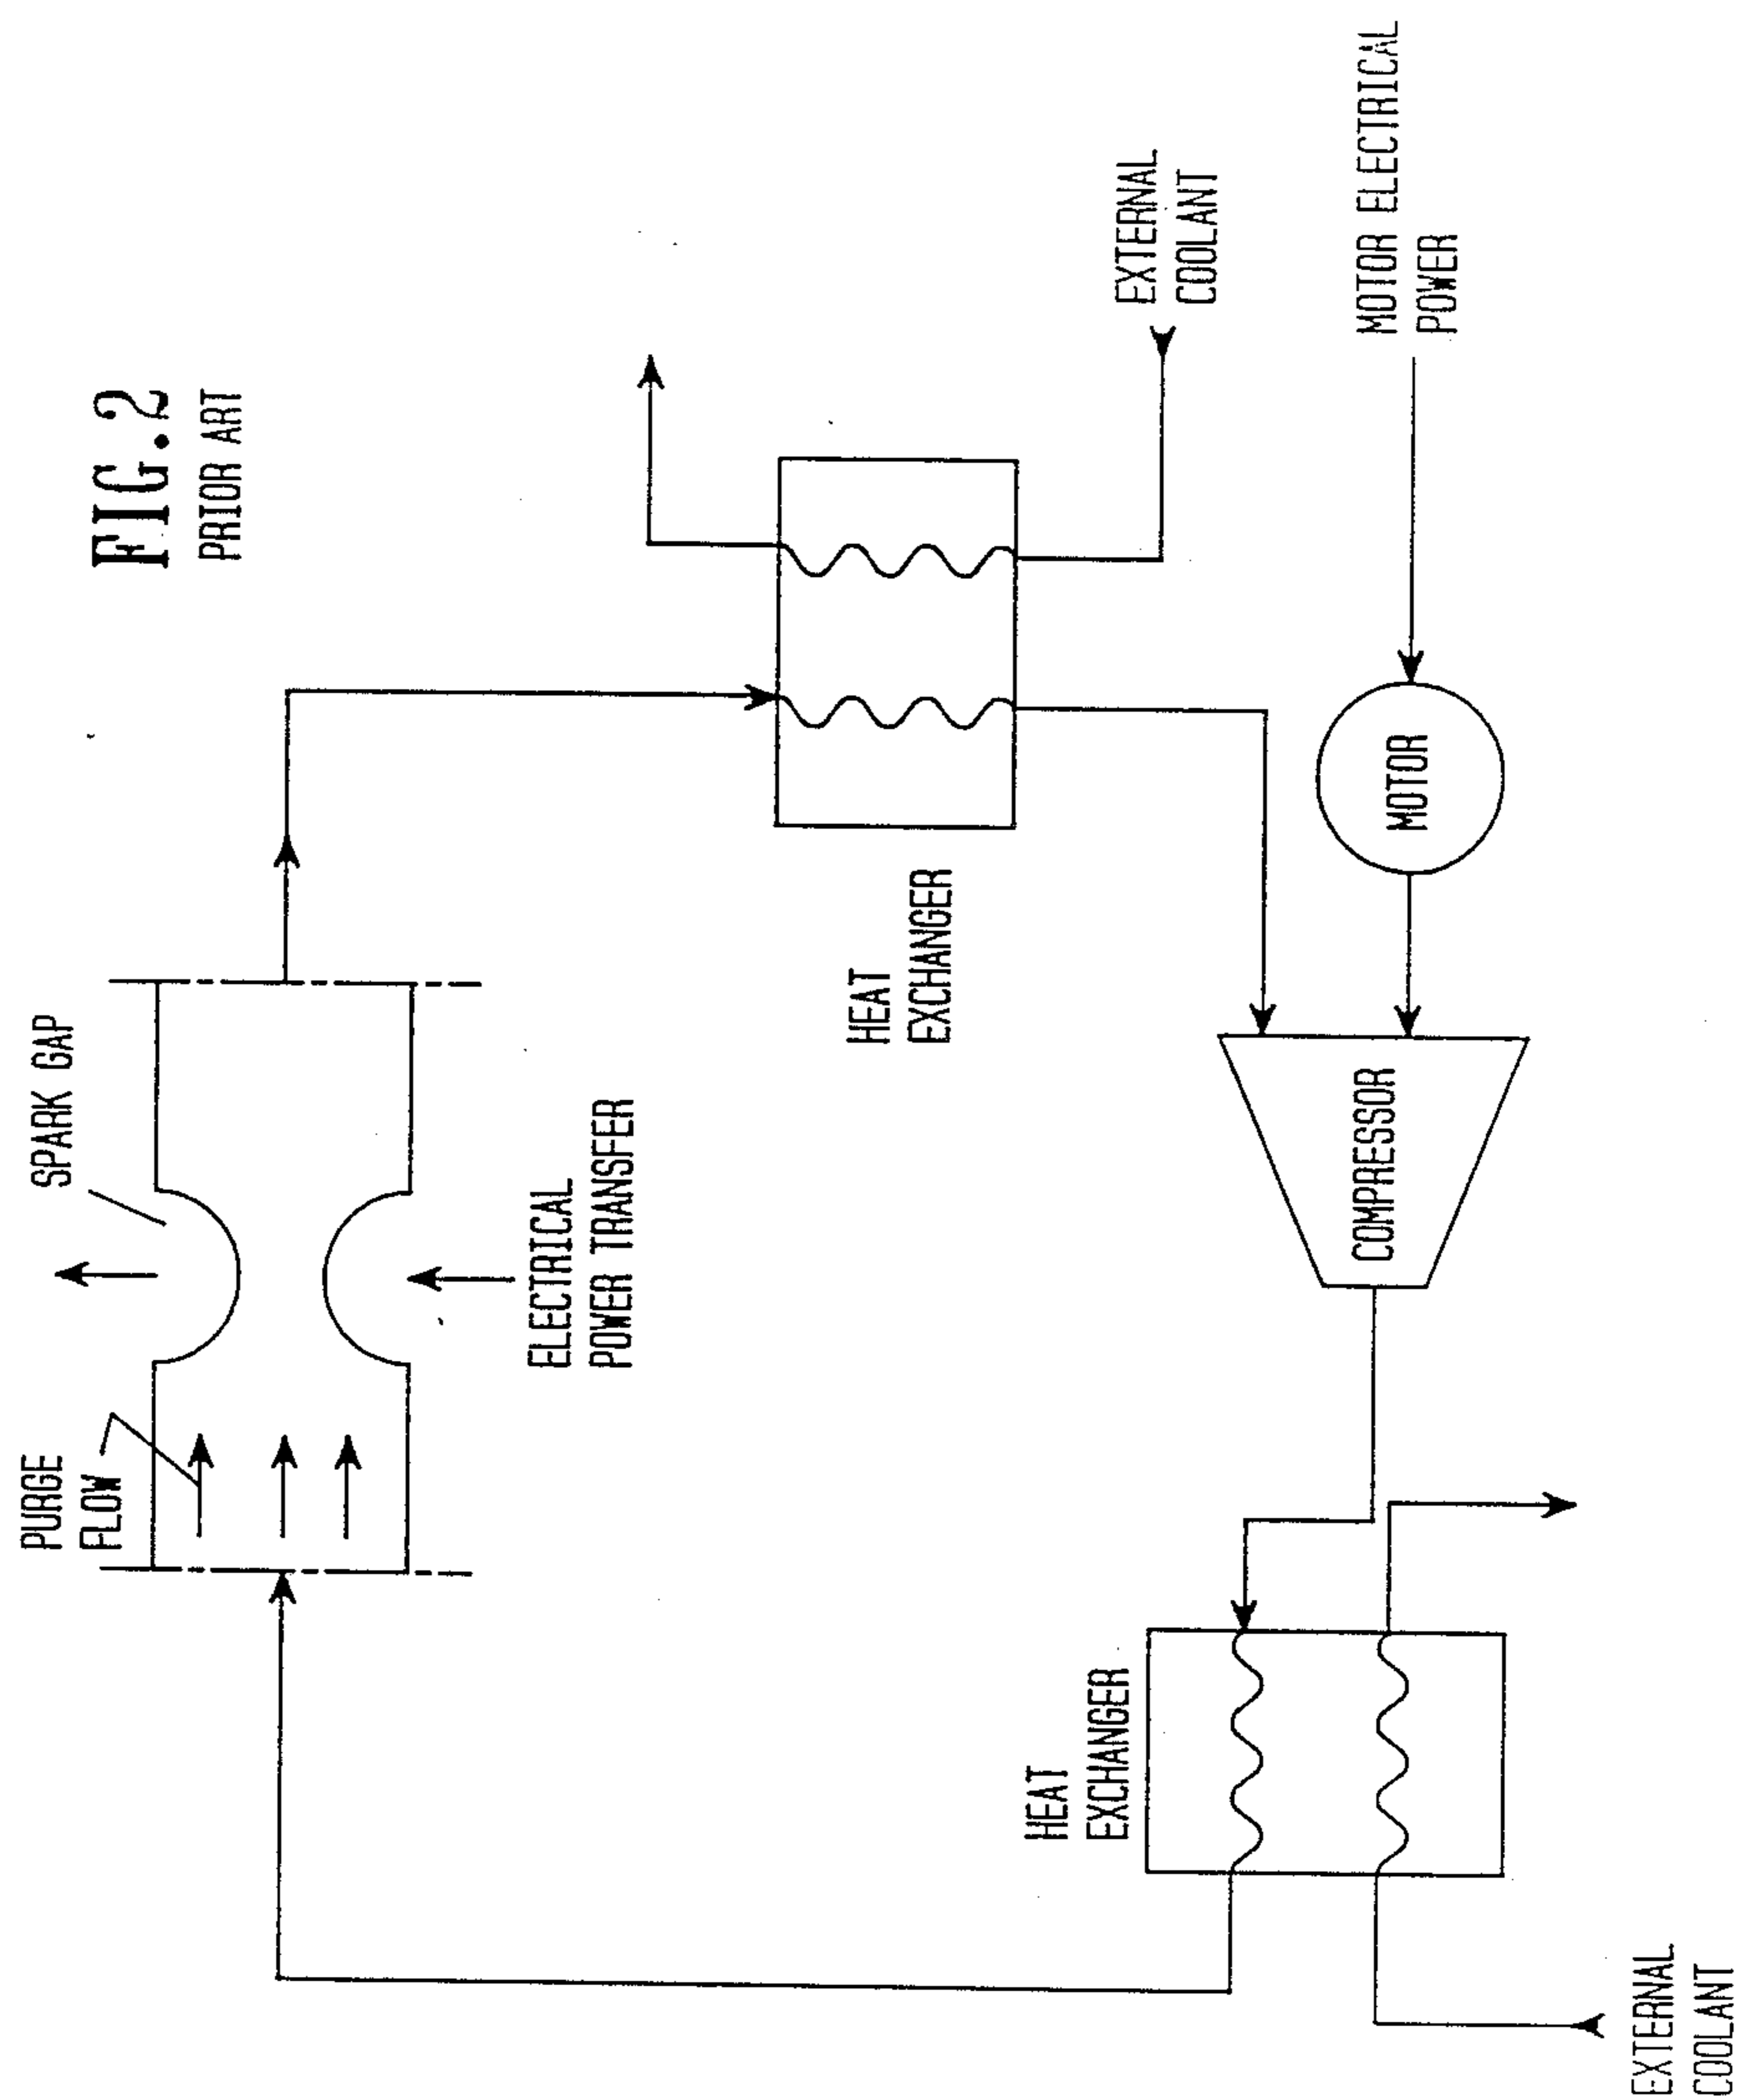 FIG.2
PRIOR ART
PURGE
FLOW
SPARK GAP
ELECTRICAL
POWER TRANSFER
HEAT
EXCHANGER
EXTERNAL
COOLANT
MOTOR ELECTRICAL
POWER
MOTOR
COMPRESSOR
HEAT
EXCHANGER
EXTERNAL
COOLANT